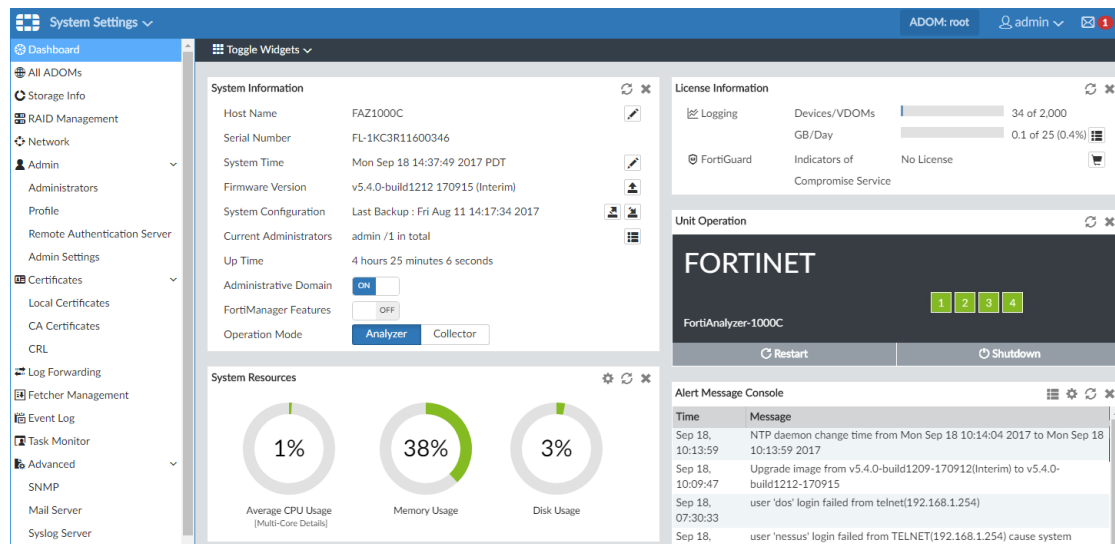 System Settings
ADOM: root
admin
1
Dashboard
All ADOMs
Storage Info
RAID Management
Network
Admin
Administrators
Profile
Remote Authentication Server
Admin Settings
Certificates
Local Certificates
CA Certificates
CRL
Log Forwarding
Fetcher Management
Event Log
Task Monitor
Advanced
SNMP
Mail Server
Syslog Server
Toggle Widgets
System Information
Host Name FAZ1000C
Serial Number FL-1KC3R11600346
System Time Mon Sep 18 14:37:49 2017 PDT
Firmware Version v5.4.0-build1212 170915 (Interim)
System Configuration Last Backup : Fri Aug 11 14:17:34 2017
Current Administrators admin /1 in total
Up Time 4 hours 25 minutes 6 seconds
Administrative Domain ON
FortiManager Features OFF
Operation Mode Analyzer Collector
System Resources
1% 38% 3%
Average CPU Usage Memory Usage Disk Usage
(Multi-Core Details)
License Information
Logging Devices/VDOMs 34 of 2,000
GB/Day 0.1 of 25 (0.4%)
FortiGuard Indicators of No License
Compromise Service
Unit Operation
FORTINET
1 2 3 4
FortiAnalyzer-1000C
Restart Shutdown
Alert Message Console
Time Message
Sep 18, NTP daemon change time from Mon Sep 18 10:14:04 2017 to Mon Sep 18
10:13:59 10:13:59 2017
Sep 18, Upgrade image from v5.4.0-build1209-170912(Interim) to v5.4.0-
10:09:47 build1212-170915
Sep 18, user 'dos' login failed from telnet(192.168.1.254)
07:30:33
Sep 18, user 'nessus' login failed from TELNET(192.168.1.254) cause system